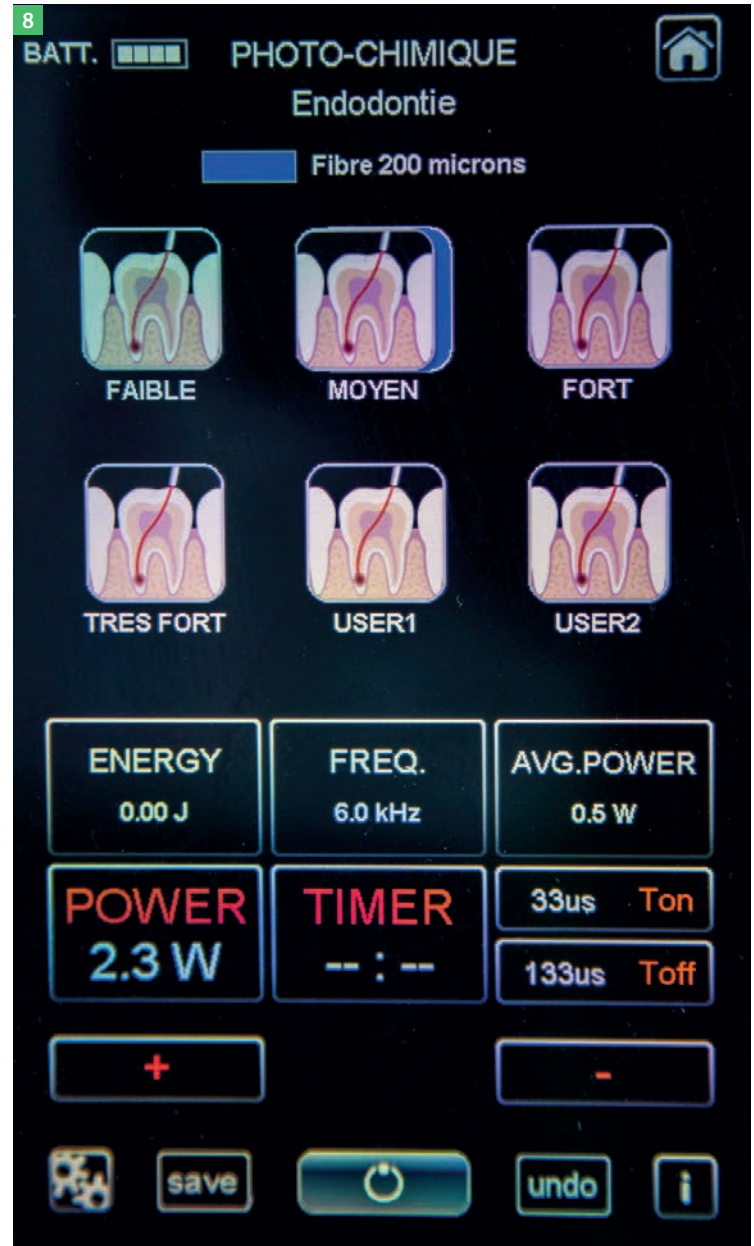 8
BATT. PHOTO-CHIMIQUE
Endodontie
Fibre 200 microns
FAIBLE MOYEN FORT
TRES FORT USER1 USER2
ENERGY FREQ. AVG.POWER
0.00 J 6.0 kHz 0.5 W
POWER TIMER 33us Ton
2.3 W -- : -- 133us Toff
+ -
save undo i